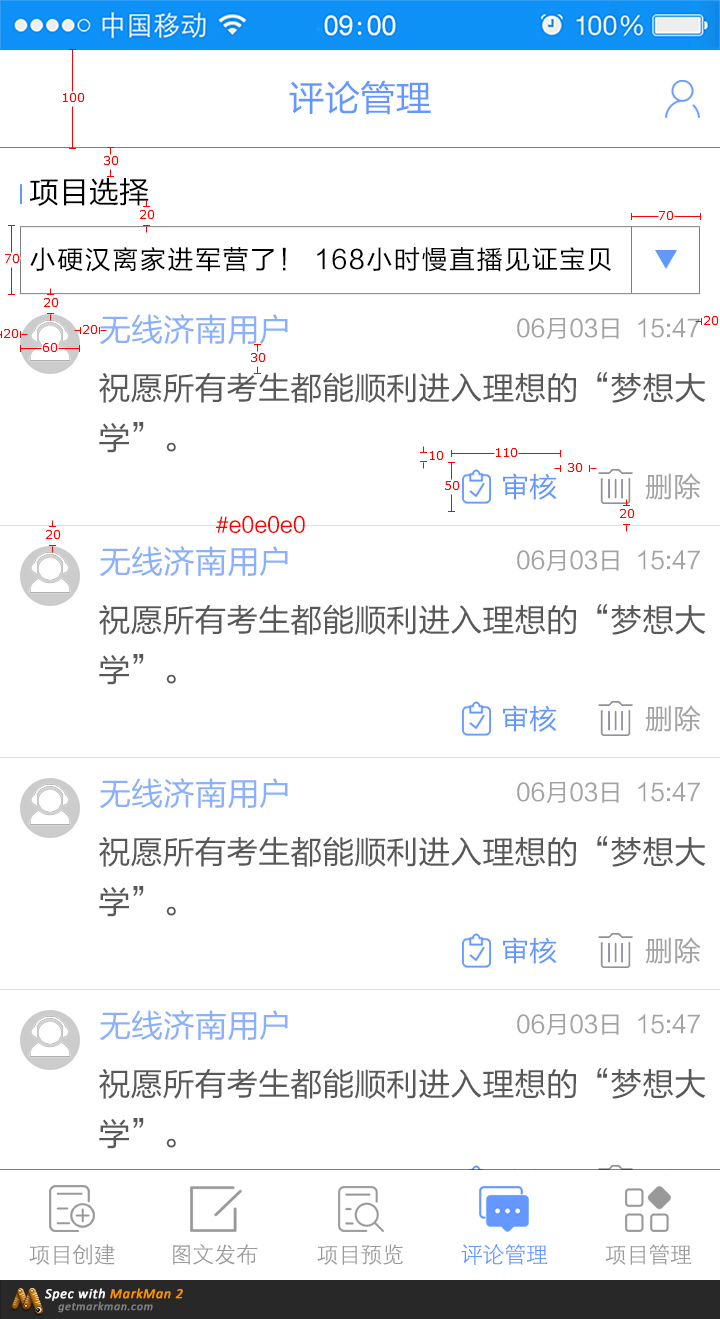 中国移动 09:00 100%
评论管理
100
30
项目选择
20
70
70
小硬汉离家进军营了！ 168小时慢直播见证宝贝
20
无线济南用户 06月03日 15:47
20
20
20
60
30
祝愿所有考生都能顺利进入理想的“梦想大
学”。
10
110
30
50
审核 删除
20
#e0e0e0
20
无线济南用户 06月03日 15:47
祝愿所有考生都能顺利进入理想的“梦想大
学”。
审核 删除
无线济南用户 06月03日 15:47
祝愿所有考生都能顺利进入理想的“梦想大
学”。
审核 删除
无线济南用户 06月03日 15:47
祝愿所有考生都能顺利进入理想的“梦想大
学”。
项目创建 图文发布 项目预览 评论管理 项目管理
Spec with MarkMan 2
getmarkman.com